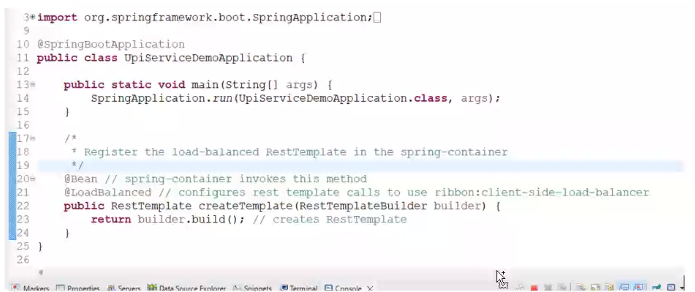 3 import org.springframework.boot.SpringApplication;
9
10 @SpringBootApplication
11 public class UpiServiceDemoApplication {
12
13     public static void main(String[] args) {
14         SpringApplication.run(UpiServiceDemoApplication.class, args);
15     }
16
17     /*
18      * Register the load-balanced RestTemplate in the spring-container
19      */
20     @Bean // spring-container invokes this method
21     @LoadBalanced // configures rest template calls to use ribbon:client-side-load-balancer
22     public RestTemplate createTemplate(RestTemplateBuilder builder) {
23         return builder.build(); // creates RestTemplate
24     }
25 }
26
Markers Properties Servers Data Source Explorer Snippets Terminal Console